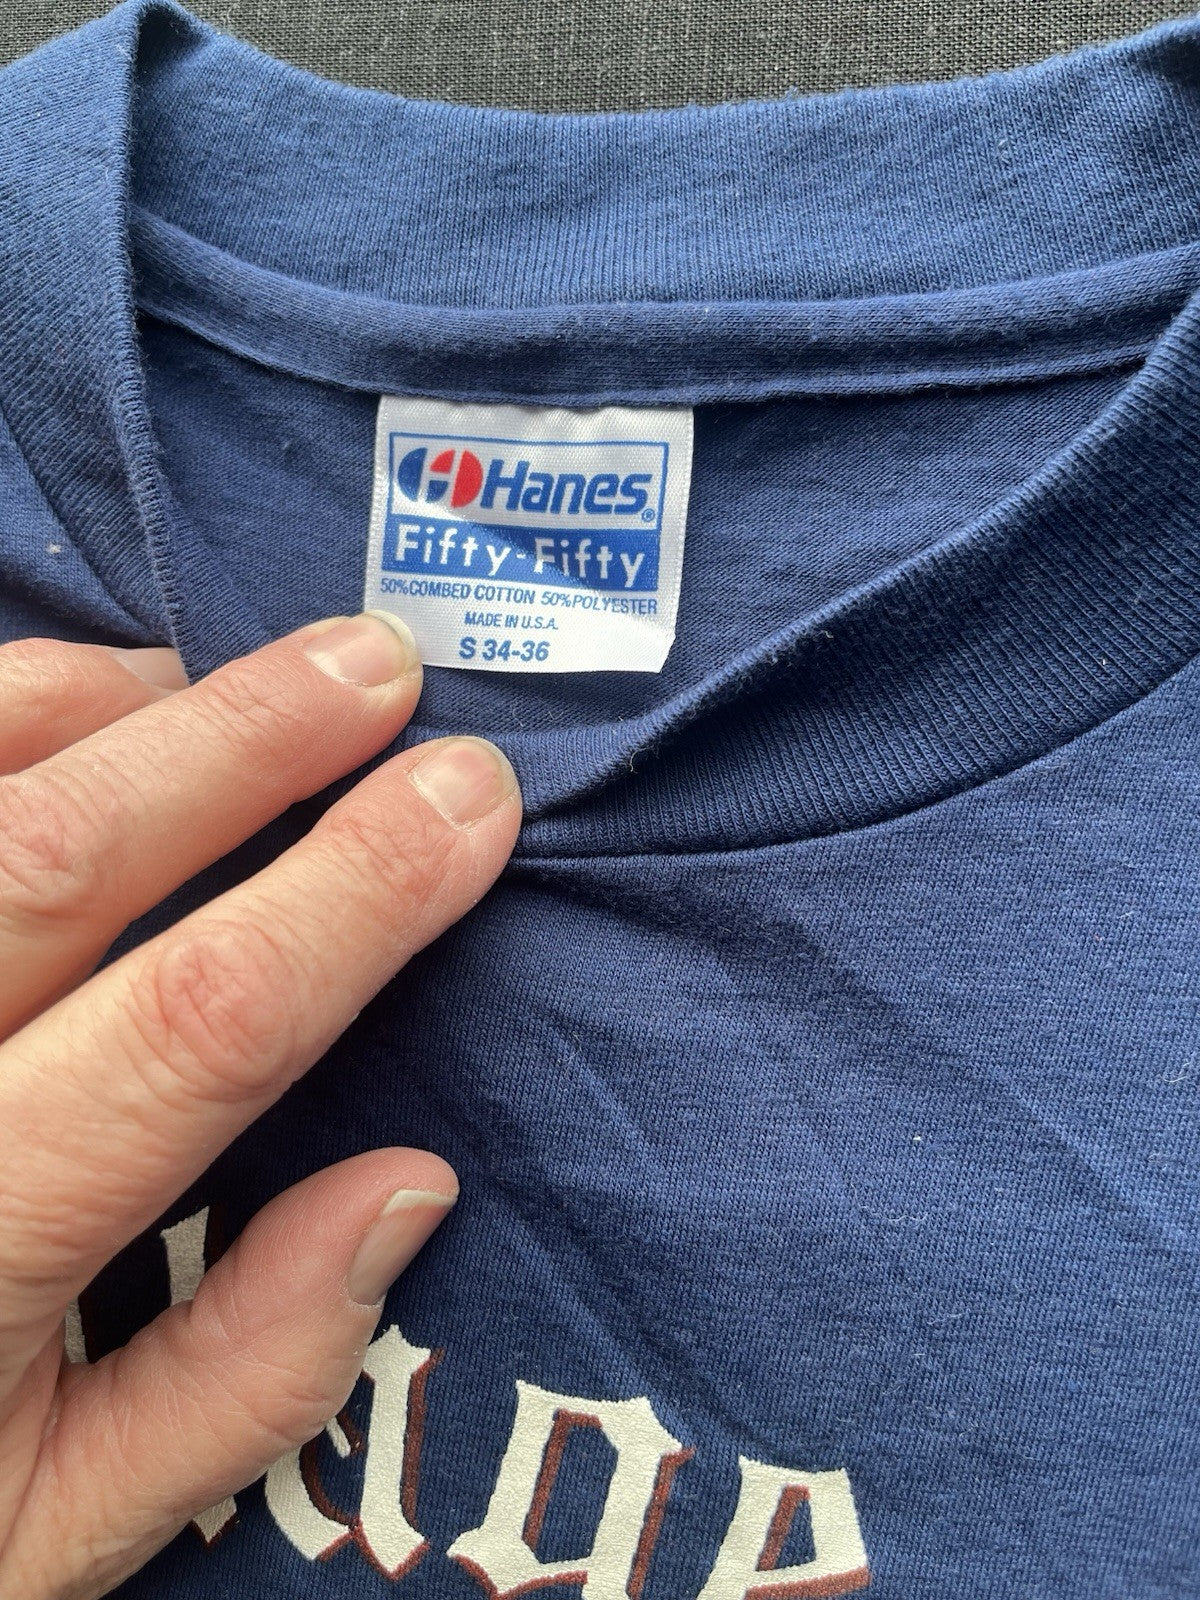 Hanes®
Fifty-Fifty
50%COMBED COTTON 50%POLYESTER
MADE IN U.S.A.
S 34-36